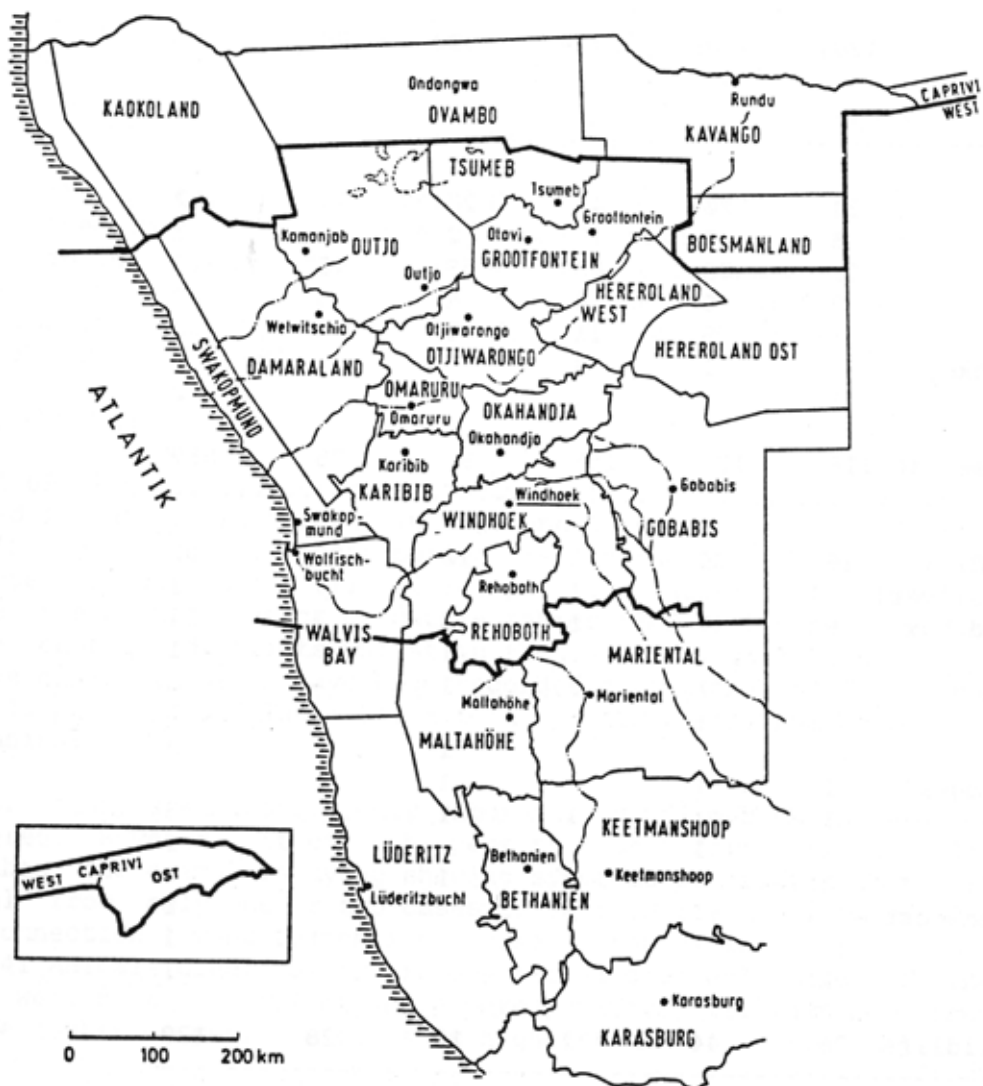 Ondangwa
OVAMBO
KAOKOLAND
Rundu
KAVANGO
CAPRIVI
WEST
TSUMEB
Tsumeb
Grootfontein
Otavi
GROOTFONTEIN
BOESMANLAND
Kamanjab
OUTJO
Outjo
HEREROLAND
WEST
HEREROLAND OST
Welwitschia
Otjiwarongo
OTJIWARONGO
DAMARALAND
SWAKOPMUND
OMARURU
Omaruru
OKAHANDJA
Okahandja
ATLANTIK
Karibib
KARIBIB
Windhoek
WINDHOEK
Gobabis
GOBABIS
Swakop-
mund
Walfisch-
bucht
Rehoboth
REHOBOTH
WALVIS
BAY
MARIENTAL
Mariental
Maltahöhe
MALTAHÖHE
KEETMANSHOOP
Keetmanshoop
LÜDERITZ
Lüderitzbucht
Bethanien
BETHANIEN
WEST CAPRIVI OST
Karasburg
KARASBURG
0 100 200 km